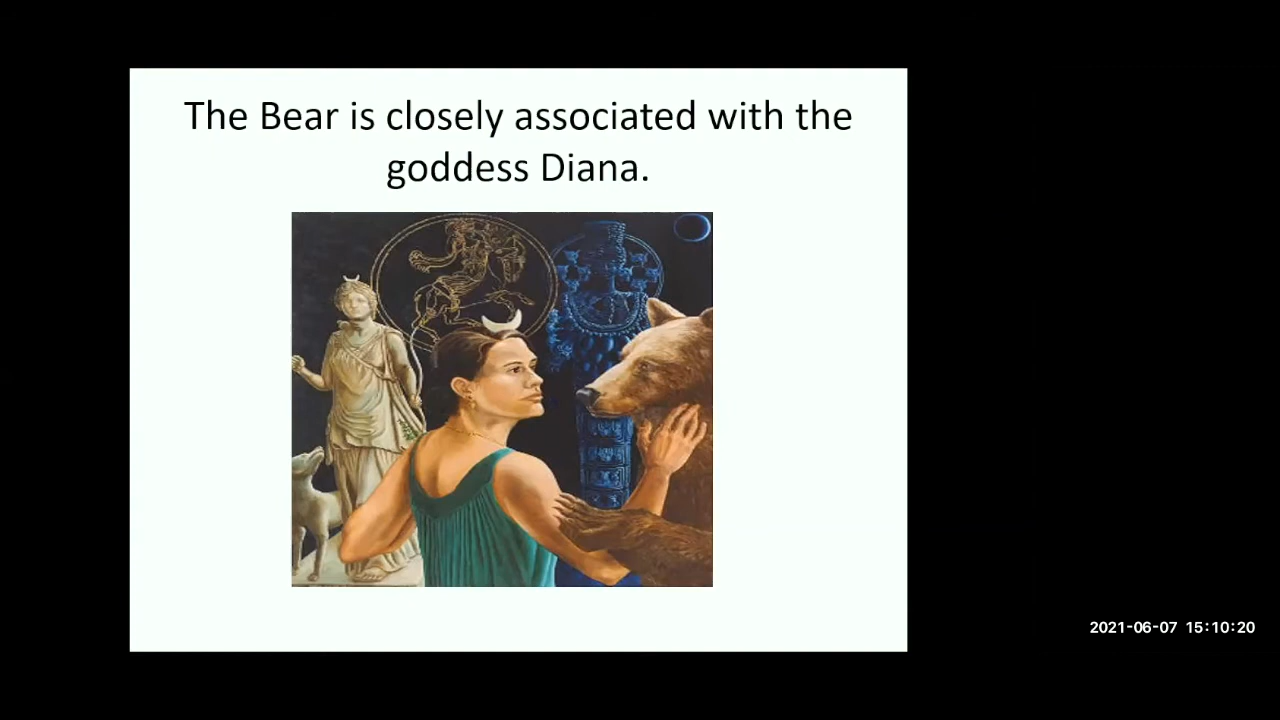 The Bear is closely associated with the
goddess Diana.
2021-06-07 15:10:20